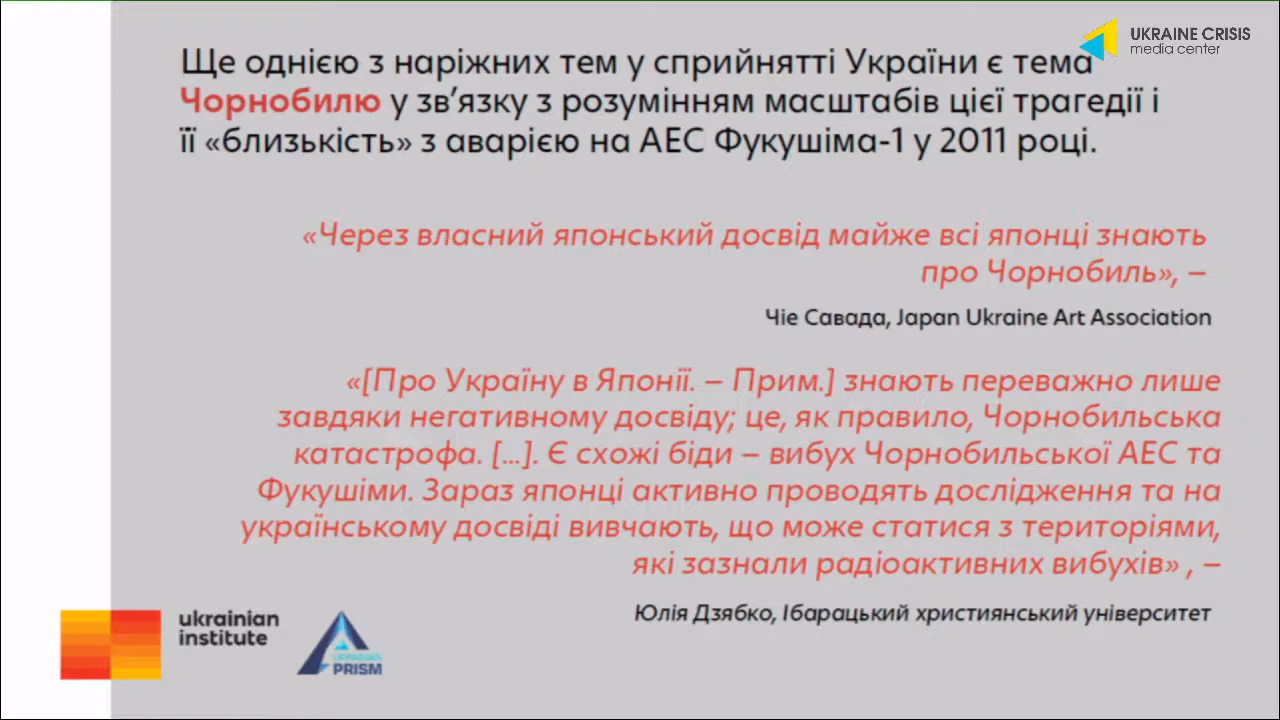 UKRAINE CRISIS
media center
Ще однією з наріжних тем у сприйнятті України є тема
Чорнобилю у зв’язку з розумінням масштабів цієї трагедії і
її «близькість» з аварією на АЕС Фукушіма-1 у 2011 році.
«Через власний японський досвід майже всі японці знають
про Чорнобиль», –
Чіе Савада, Japan Ukraine Art Association
«[Про Україну в Японії. – Прим.] знають переважно лише
завдяки негативному досвіду; це, як правило, Чорнобильська
катастрофа. [...]. Є схожі біди – вибух Чорнобильської АЕС та
Фукушіми. Зараз японці активно проводять дослідження та на
українському досвіді вивчають, що може статися з територіями,
які зазнали радіоактивних вибухів» , –
Юлія Дзябко, Ібарацький християнський університет
ukrainian
institute
UKRAINIAN
PRISM